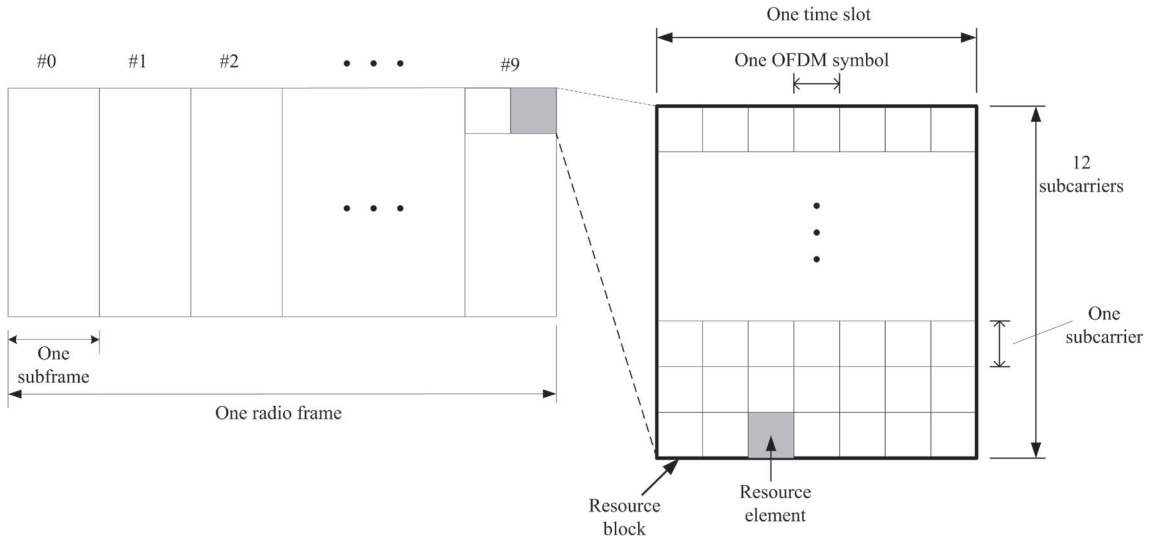 #0
#1
#2
#9
One
subframe
One radio frame
One time slot
One OFDM symbol
12
subcarriers
One
subcarrier
Resource
block
Resource
element